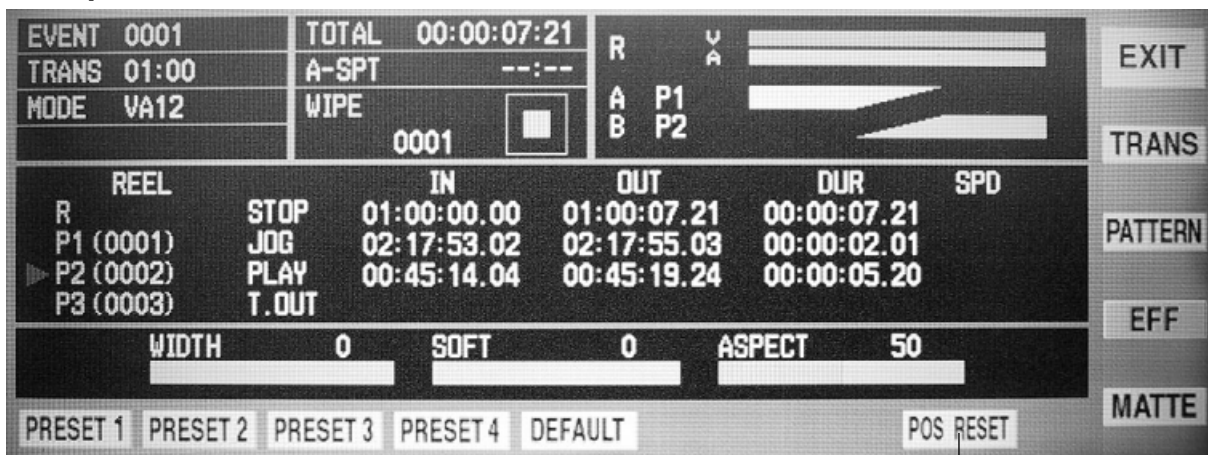 EVENT 0001
TRANS 01:00
MODE VA12
TOTAL 00:00:07:21
A-SPT --:--
WIPE
0001
R V
A
A P1
B P2
REEL IN OUT DUR SPD
R STOP 01:00:00.00 01:00:07.21 00:00:07.21
P1 (0001) JOG 02:17:53.02 02:17:55.03 00:00:02.01
P2 (0002) PLAY 00:45:14.04 00:45:19.24 00:00:05.20
P3 (0003) T.OUT
WIDTH 0 SOFT 0 ASPECT 50
PRESET 1 PRESET 2 PRESET 3 PRESET 4 DEFAULT POS RESET
EXIT
TRANS
PATTERN
EFF
MATTE